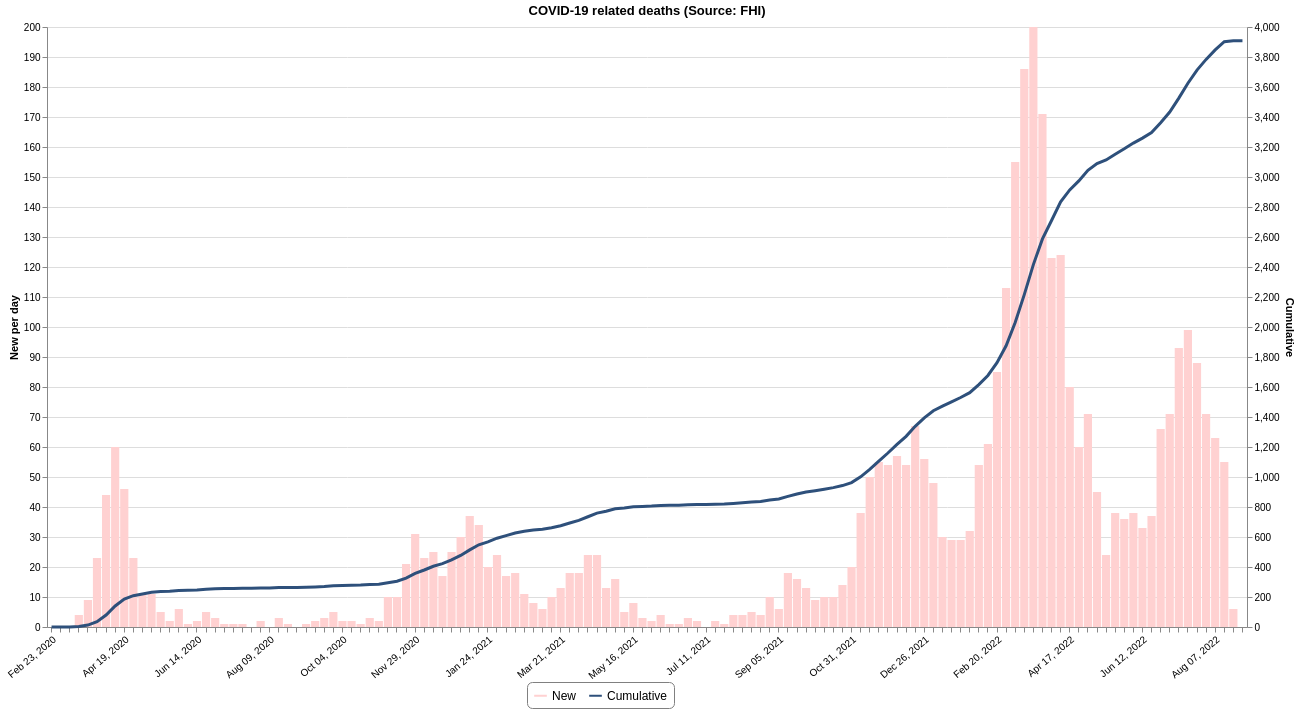 COVID-19 related deaths (Source: FHI)
200
190
180
170
160
150
140
130
120
110
100
90
80
70
60
50
40
30
20
10
0
New per day
4,000
3,800
3,600
3,400
3,200
3,000
2,800
2,600
2,400
2,200
2,000
1,800
1,600
1,400
1,200
1,000
800
600
400
200
0
Cumulative
Feb 23, 2020
Apr 19, 2020
Jun 14, 2020
Aug 09, 2020
Oct 04, 2020
Nov 29, 2020
Jan 24, 2021
Mar 21, 2021
May 16, 2021
Jul 11, 2021
Sep 05, 2021
Oct 31, 2021
Dec 26, 2021
Feb 20, 2022
Apr 17, 2022
Jun 12, 2022
Aug 07, 2022
New Cumulative